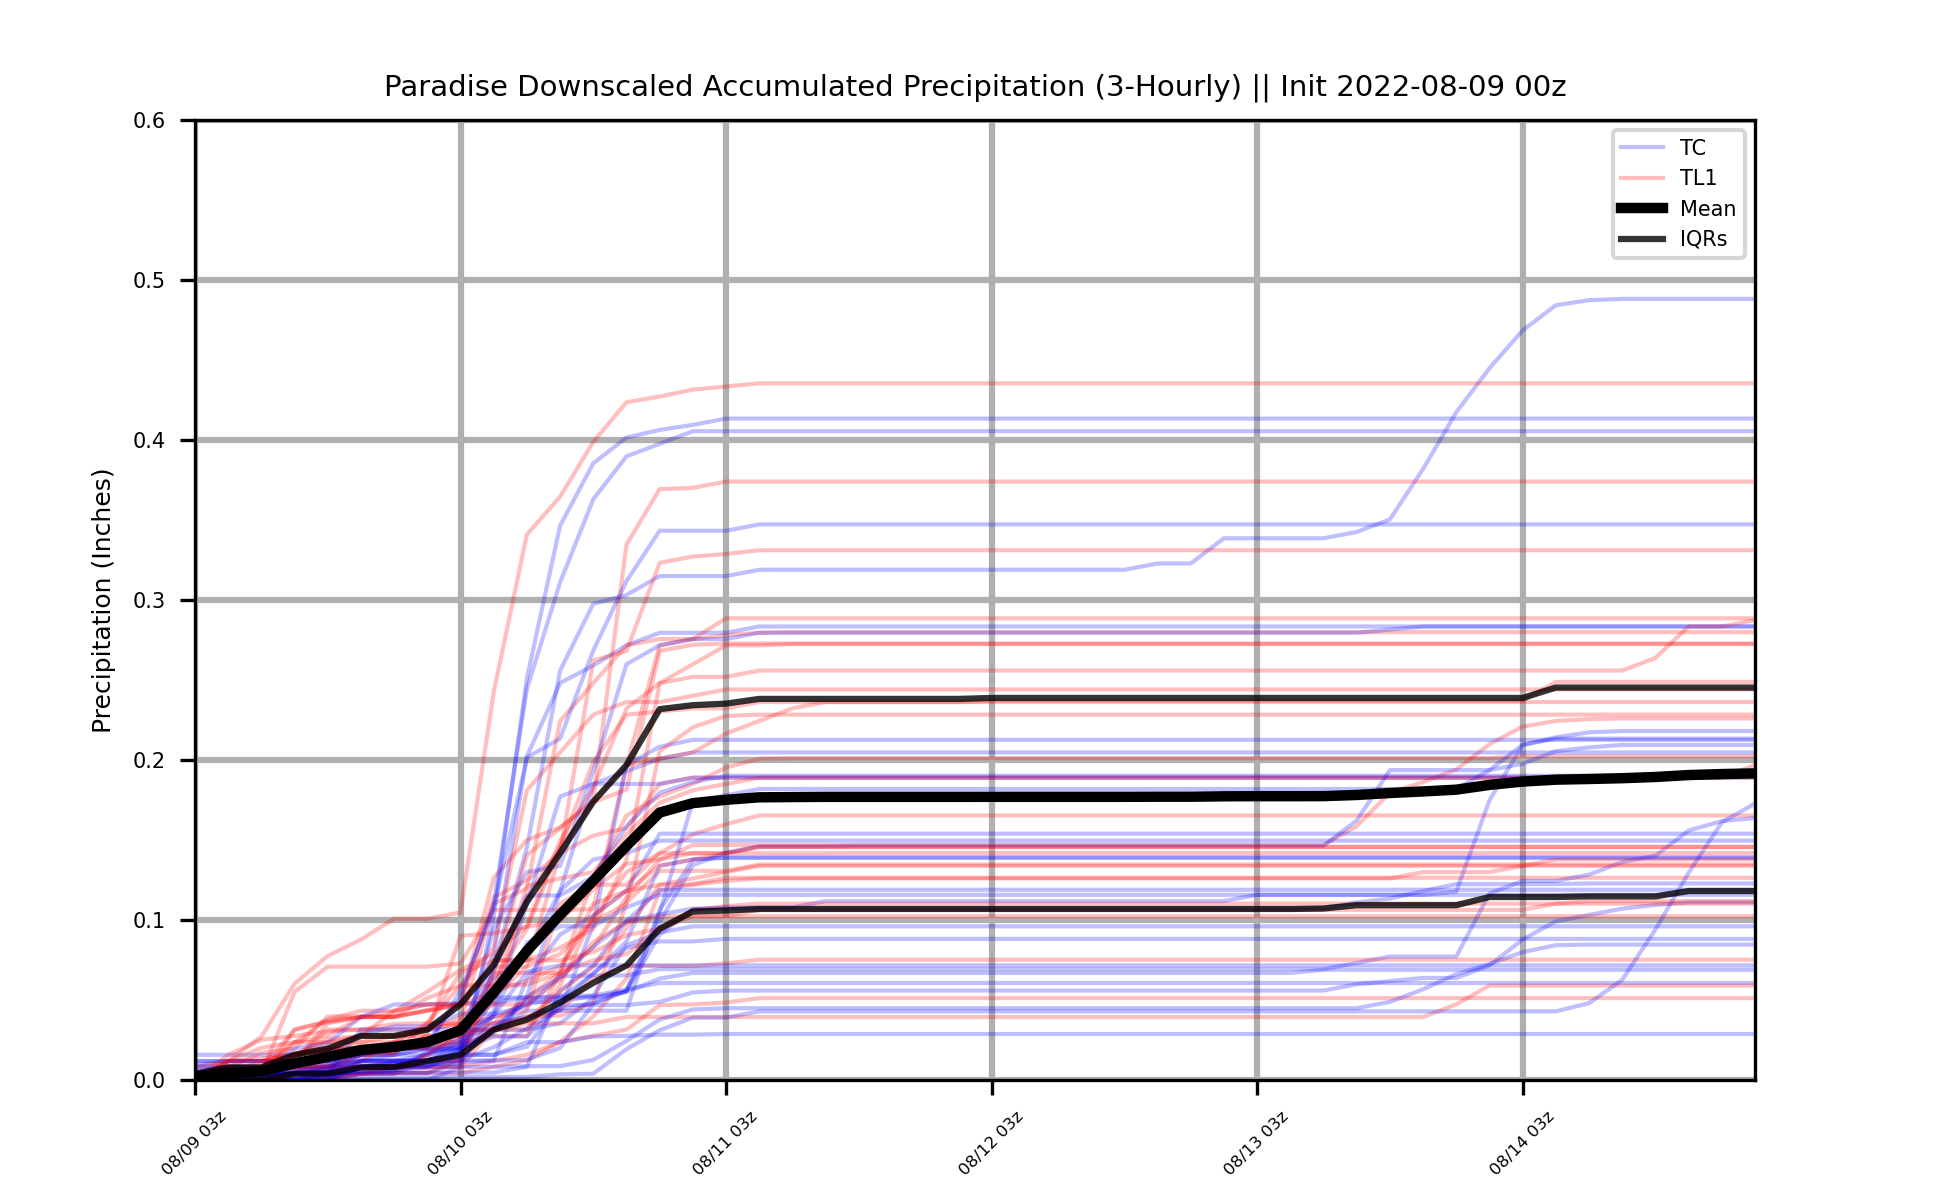 Paradise Downscaled Accumulated Precipitation (3-Hourly) || Init 2022-08-09 00z
0.6
0.5
0.4
0.3
0.2
0.1
0.0
Precipitation (Inches)
TC
TL1
Mean
IQRs
08/09 03z
08/10 03z
08/11 03z
08/12 03z
08/13 03z
08/14 03z